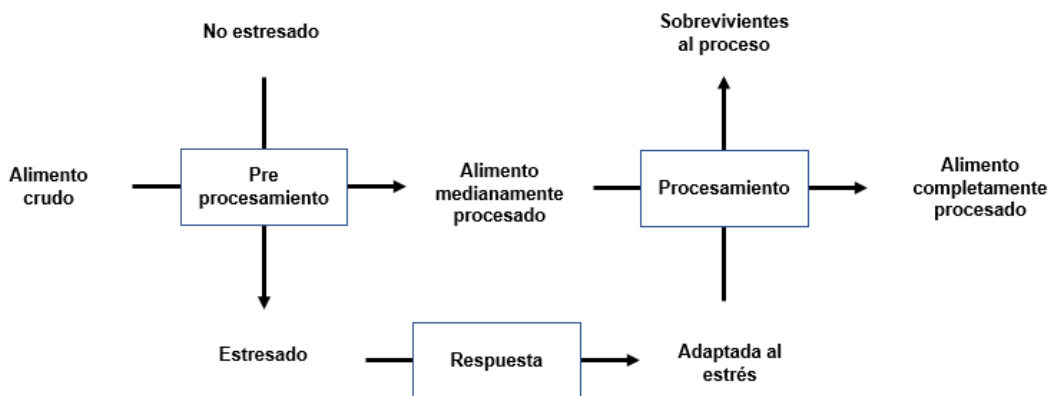 No estresado
Sobrevivientes
al proceso
Alimento
crudo
Pre
procesamiento
Alimento
medianamente
procesado
Procesamiento
Alimento
completamente
procesado
Estresado
Respuesta
Adaptada al
estrés